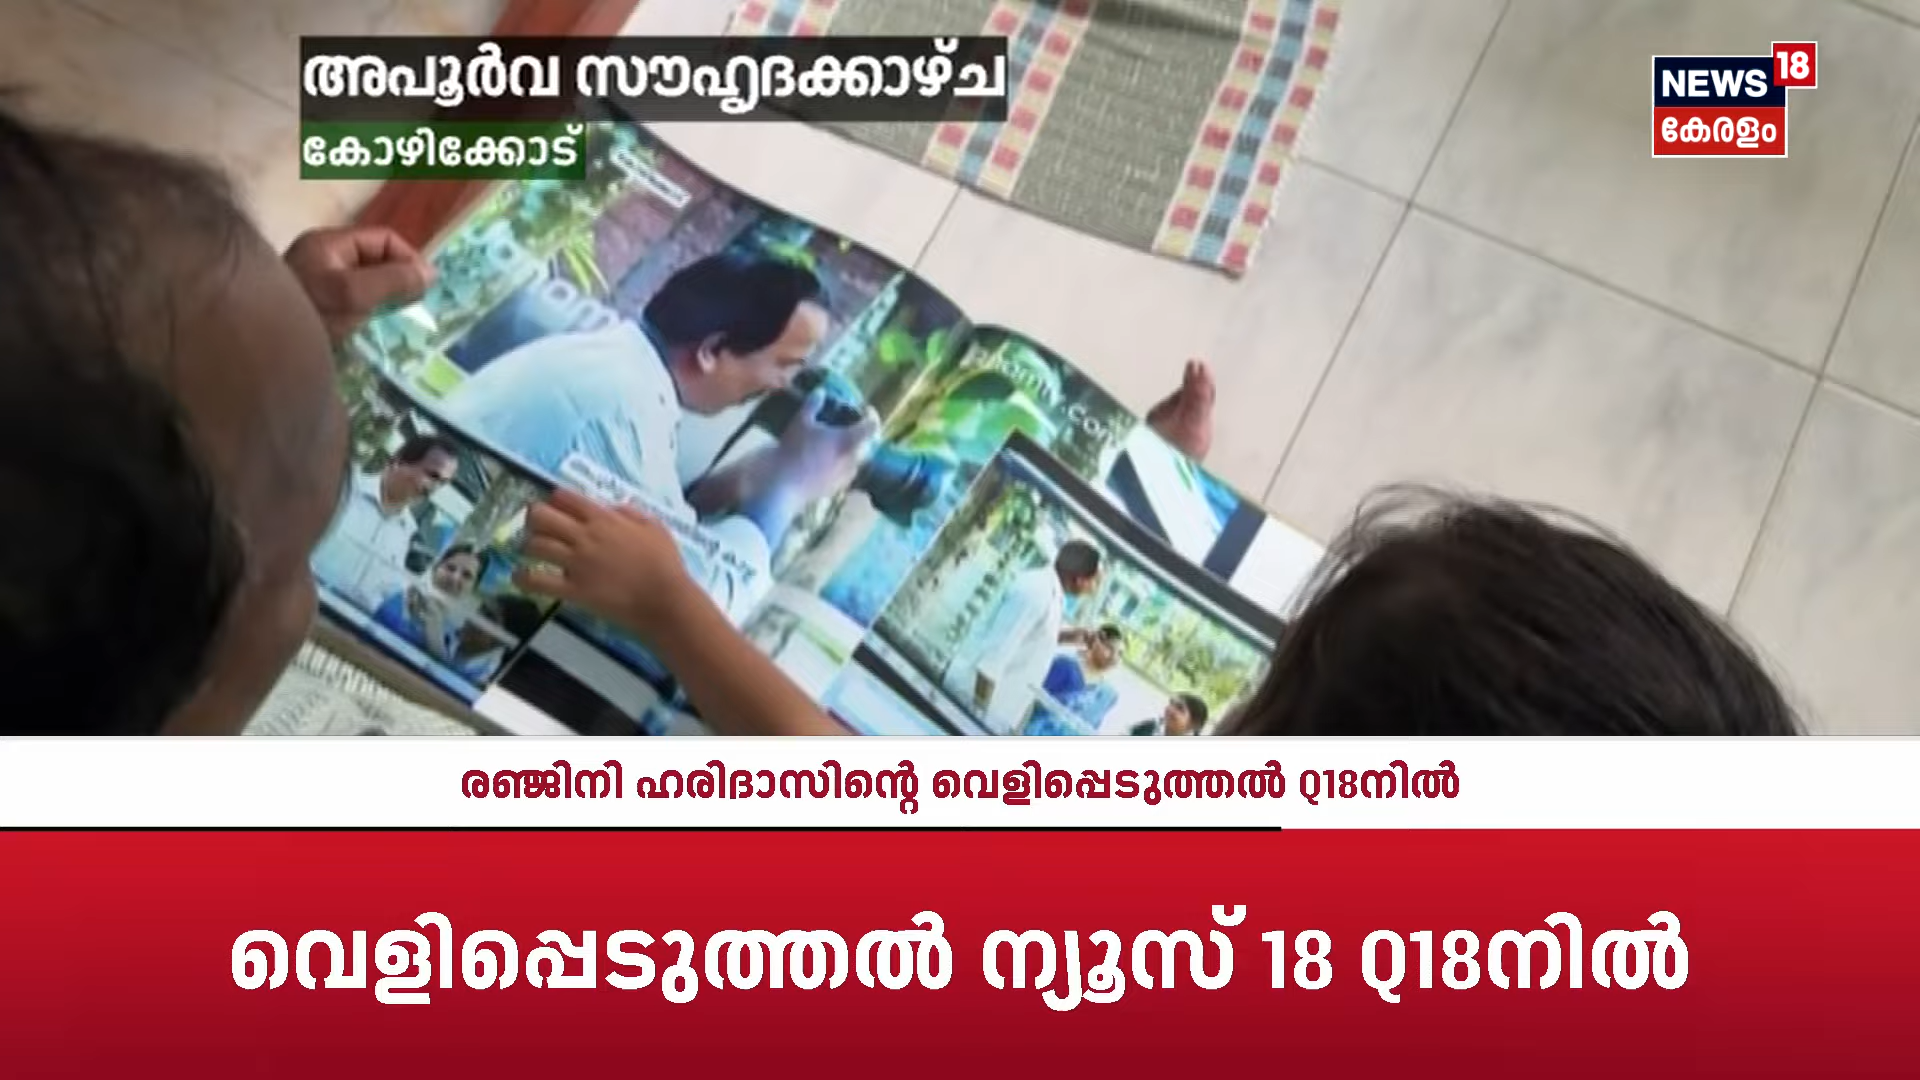 അപൂർവ സൗഹൃദക്കാഴ്ച
കോഴിക്കോട്
NEWS 18
കേരളം
രഞ്ജിനി ഹരിദാസിന്റെ വെളിപ്പെടുത്തൽ Q18നിൽ
വെളിപ്പെടുത്തൽ ന്യൂസ് 18 Q18നിൽ